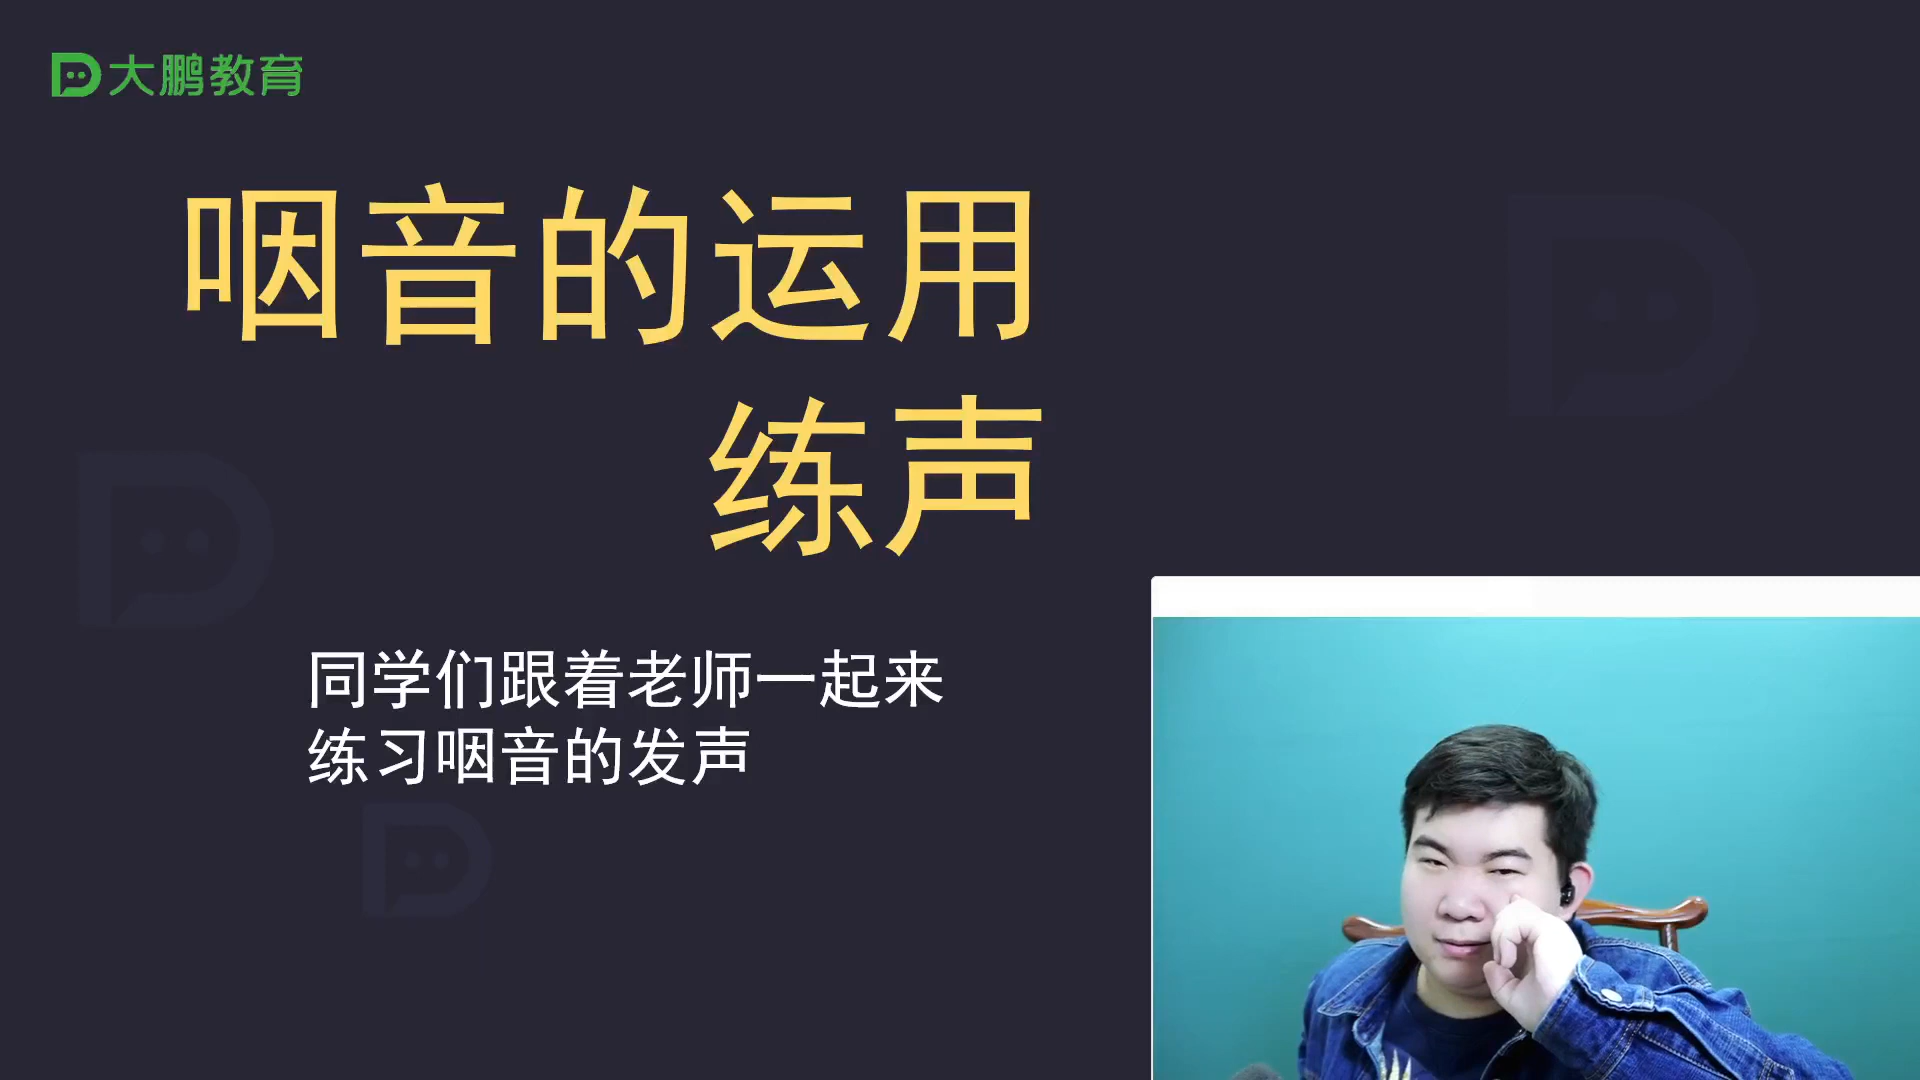 大鹏教育
咽音的运用
练声
同学们跟着老师一起来
练习咽音的发声